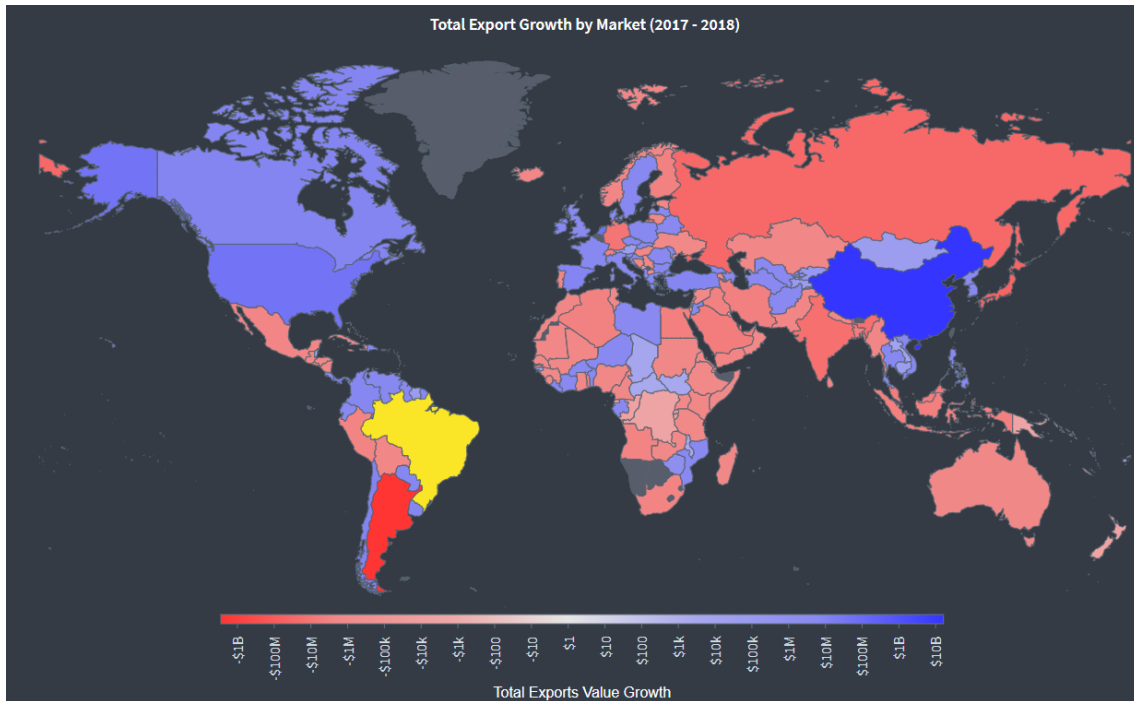 Total Export Growth by Market (2017 - 2018)
-$1B
-$100M
-$10M
-$1M
-$100k
-$10k
-$1k
-$100
-$10
$1
$10
$100
$1k
$10k
$100k
$1M
$10M
$100M
$1B
$10B
Total Exports Value Growth